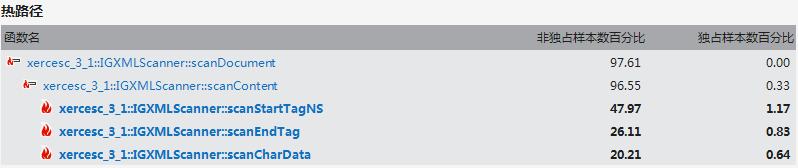 热路径
函数名 非独占样本数百分比 独占样本数百分比
xercesc_3_1::IGXMLScanner::scanDocument 97.61 0.00
xercesc_3_1::IGXMLScanner::scanContent 96.55 0.33
xercesc_3_1::IGXMLScanner::scanStartTagNS 47.97 1.17
xercesc_3_1::IGXMLScanner::scanEndTag 26.11 0.83
xercesc_3_1::IGXMLScanner::scanCharData 20.21 0.64